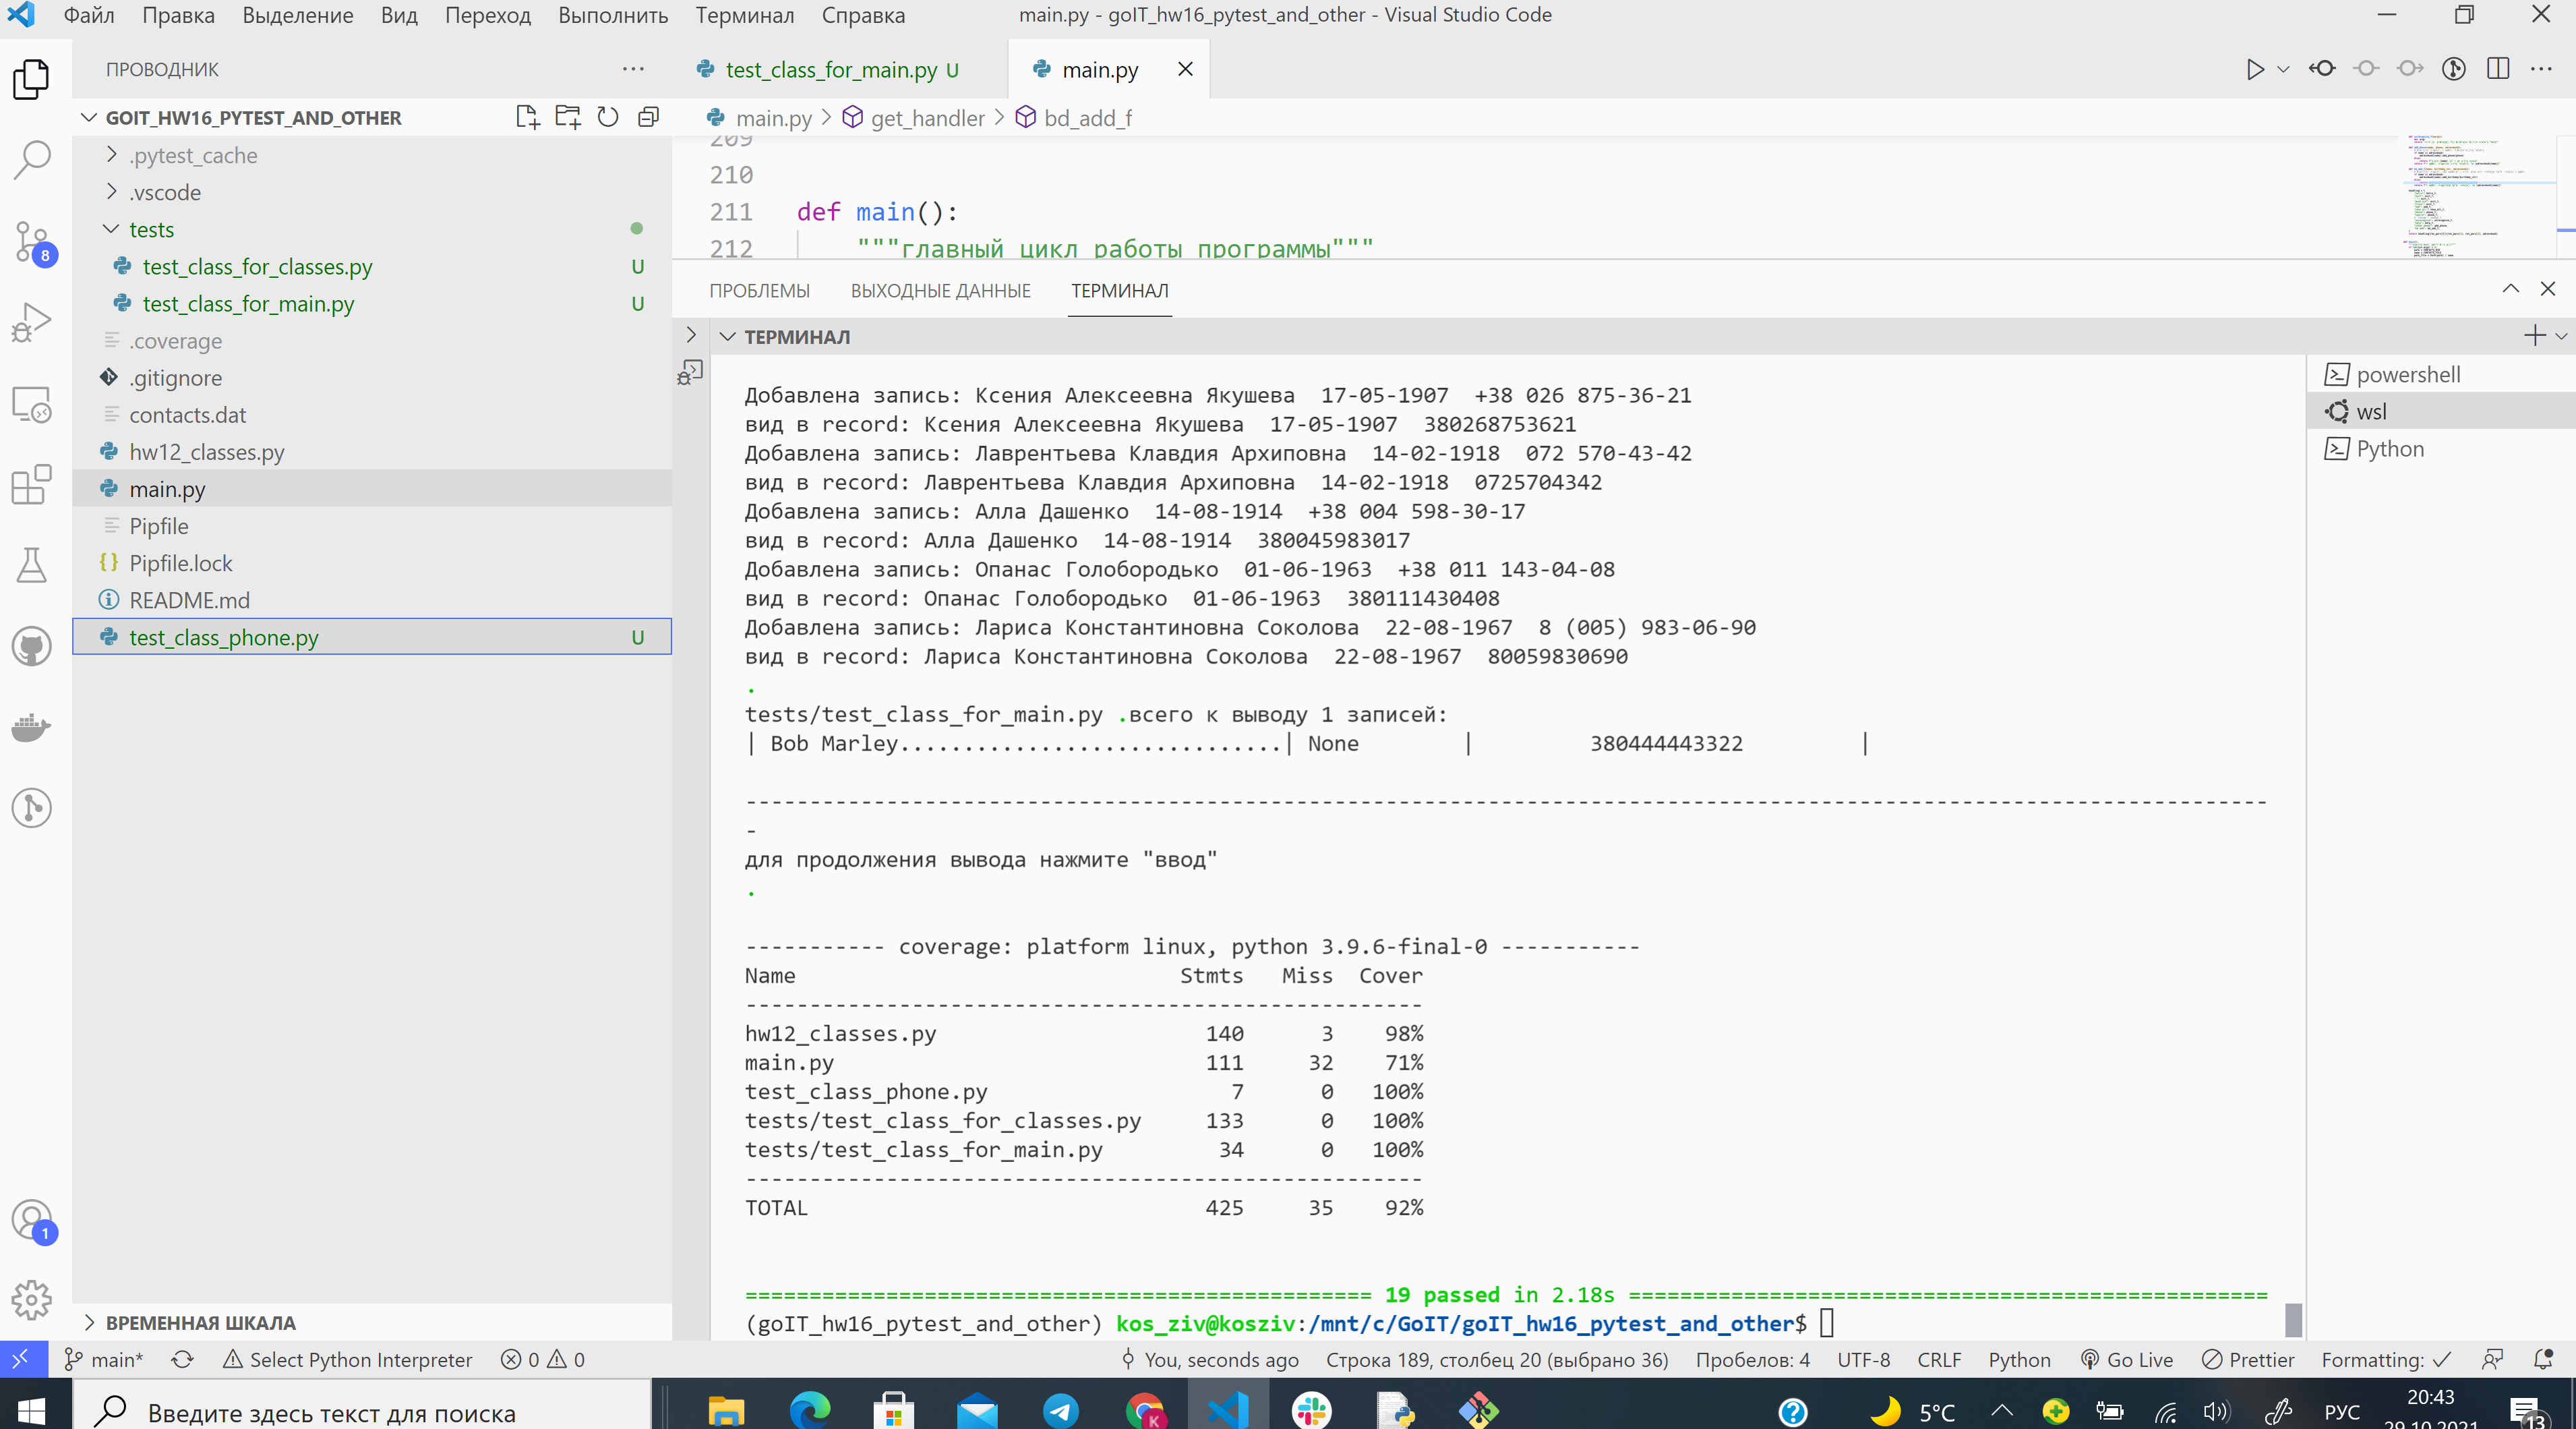 Файл Правка Выделение Вид Переход Выполнить Терминал Справка main.py - goIT_hw16_pytest_and_other - Visual Studio Code
ПРОВОДНИК
test_class_for_main.py U
main.py
GOIT_HW16_PYTEST_AND_OTHER
main.py > get_handler > bd_add_f
.pytest_cache
.vscode
tests
test_class_for_classes.py U
test_class_for_main.py U
.coverage
.gitignore
contacts.dat
hw12_classes.py
main.py
Pipfile
Pipfile.lock
README.md
test_class_phone.py U
8
1
ВРЕМЕННАЯ ШКАЛА
209
210
211 def main():
212 """главный цикл работы программы"""
ПРОБЛЕМЫ ВЫХОДНЫЕ ДАННЫЕ ТЕРМИНАЛ
ТЕРМИНАЛ
powershell
wsl
Python
Добавлена запись: Ксения Алексеевна Якушева 17-05-1907 +38 026 875-36-21
вид в record: Ксения Алексеевна Якушева 17-05-1907 380268753621
Добавлена запись: Лаврентьева Клавдия Архиповна 14-02-1918 072 570-43-42
вид в record: Лаврентьева Клавдия Архиповна 14-02-1918 0725704342
Добавлена запись: Алла Дашенко 14-08-1914 +38 004 598-30-17
вид в record: Алла Дашенко 14-08-1914 380045983017
Добавлена запись: Опанас Голобородько 01-06-1963 +38 011 143-04-08
вид в record: Опанас Голобородько 01-06-1963 380111430408
Добавлена запись: Лариса Константиновна Соколова 22-08-1967 8 (005) 983-06-90
вид в record: Лариса Константиновна Соколова 22-08-1967 80059830690
.
tests/test_class_for_main.py .всего к выводу 1 записей:
| Bob Marley..............................| None | 380444443322 |
-----------------------------------------------------------------------------------------------------------------------
-
для продолжения вывода нажмите "ввод"
.
----------- coverage: platform linux, python 3.9.6-final-0 -----------
Name Stmts Miss Cover
-----------------------------------------------------
hw12_classes.py 140 3 98%
main.py 111 32 71%
test_class_phone.py 7 0 100%
tests/test_class_for_classes.py 133 0 100%
tests/test_class_for_main.py 34 0 100%
-----------------------------------------------------
TOTAL 425 35 92%
================================================= 19 passed in 2.18s ==================================================
(goIT_hw16_pytest_and_other) kos_ziv@kosziv:/mnt/c/GoIT/goIT_hw16_pytest_and_other$
main* Select Python Interpreter 0 0 You, seconds ago Строка 189, столбец 20 (выбрано 36) Пробелов: 4 UTF-8 CRLF Python Go Live Prettier Formatting: ✓
Введите здесь текст для поиска
K
5°C
РУС
20:43
29.10.2021
13